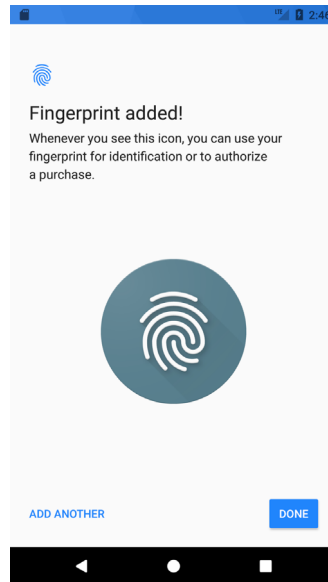 LTE 2:46
Fingerprint added!
Whenever you see this icon, you can use your
fingerprint for identification or to authorize
a purchase.
ADD ANOTHER
DONE